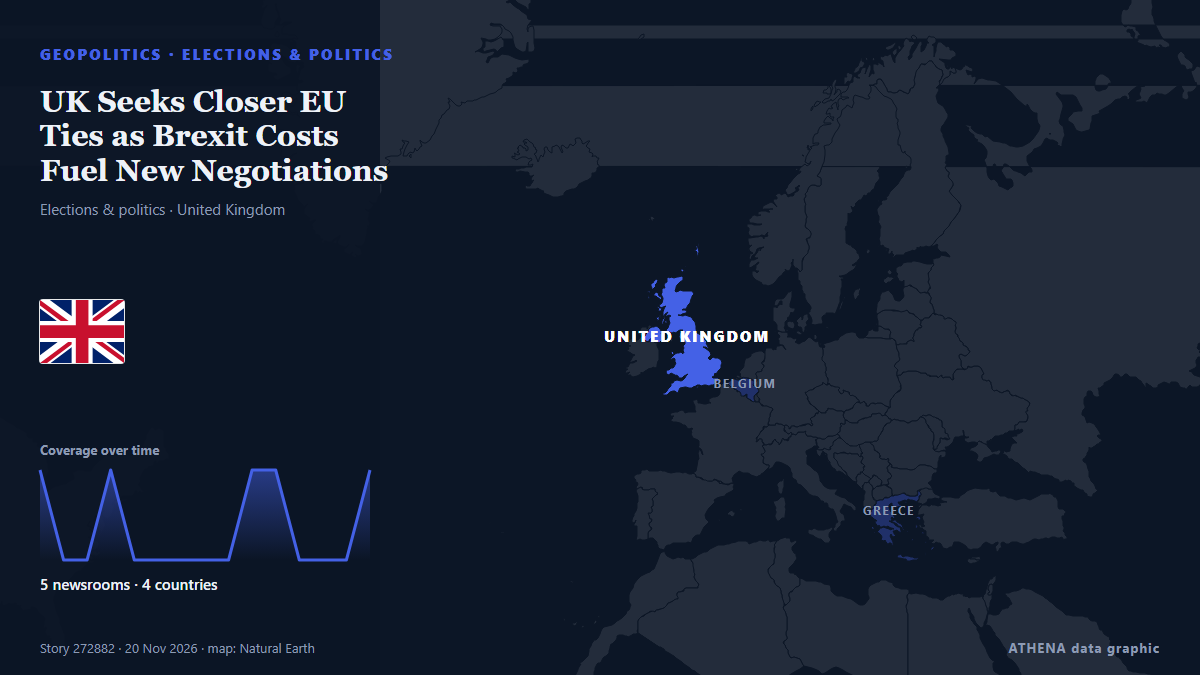 GEOPOLITICS · ELECTIONS & POLITICS
UK Seeks Closer EU
Ties as Brexit Costs
Fuel New Negotiations
Elections & politics · United Kingdom
UNITED KINGDOM
BELGIUM
GREECE
Coverage over time
5 newsrooms · 4 countries
Story 272882 · 20 Nov 2026 · map: Natural Earth
ATHENA data graphic